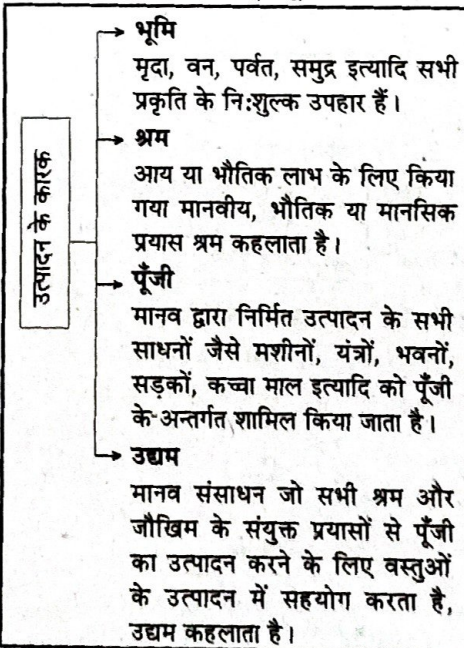 उत्पादन के कारक
भूमि
मृदा, वन, पर्वत, समुद्र इत्यादि सभी
प्रकृति के नि:शुल्क उपहार हैं।
श्रम
आय या भौतिक लाभ के लिए किया
गया मानवीय, भौतिक या मानसिक
प्रयास श्रम कहलाता है।
पूँजी
मानव द्वारा निर्मित उत्पादन के सभी
साधनों जैसे मशीनों, यंत्रों, भवनों,
सड़कों, कच्चा माल इत्यादि को पूँजी
के अन्तर्गत शामिल किया जाता है।
उद्यम
मानव संसाधन जो सभी श्रम और
जौखिम के संयुक्त प्रयासों से पूँजी
का उत्पादन करने के लिए वस्तुओं
के उत्पादन में सहयोग करता है,
उद्यम कहलाता है।